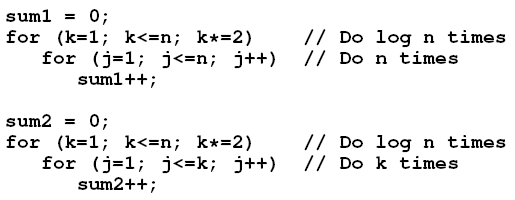 sum1 = 0;
for (k=1; k<=n; k*=2)     // Do log n times
   for (j=1; j<=n; j++)   // Do n times
      sum1++;

sum2 = 0;
for (k=1; k<=n; k*=2)     // Do log n times
   for (j=1; j<=k; j++)   // Do k times
      sum2++;